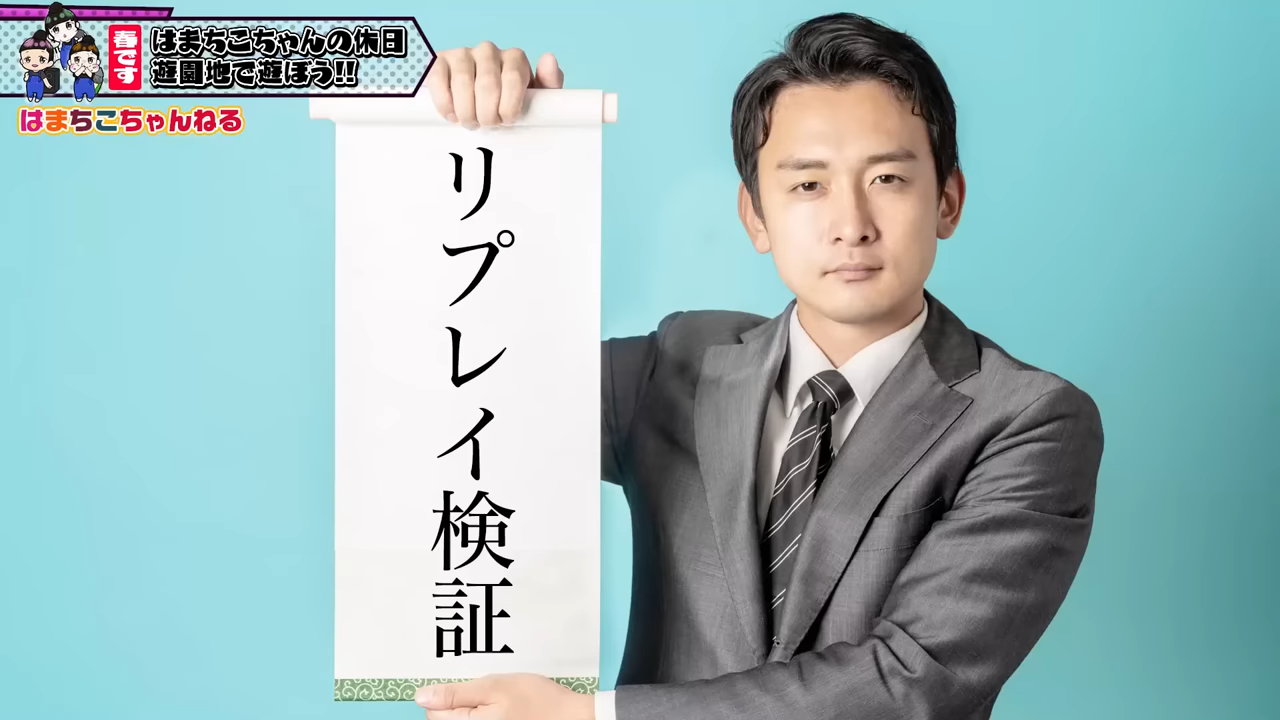 春です
はまちこちゃんの休日
遊園地で遊ぼう!!
はまちこちゃんねる
リプレイ検証